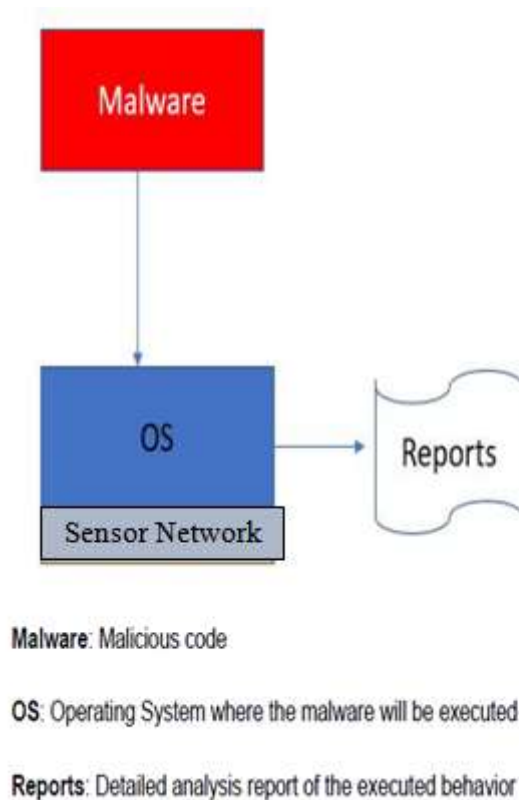 Malware
OS
Reports
Sensor Network
Malware: Malicious code
OS: Operating System where the malware will be executed
Reports: Detailed analysis report of the executed behavior